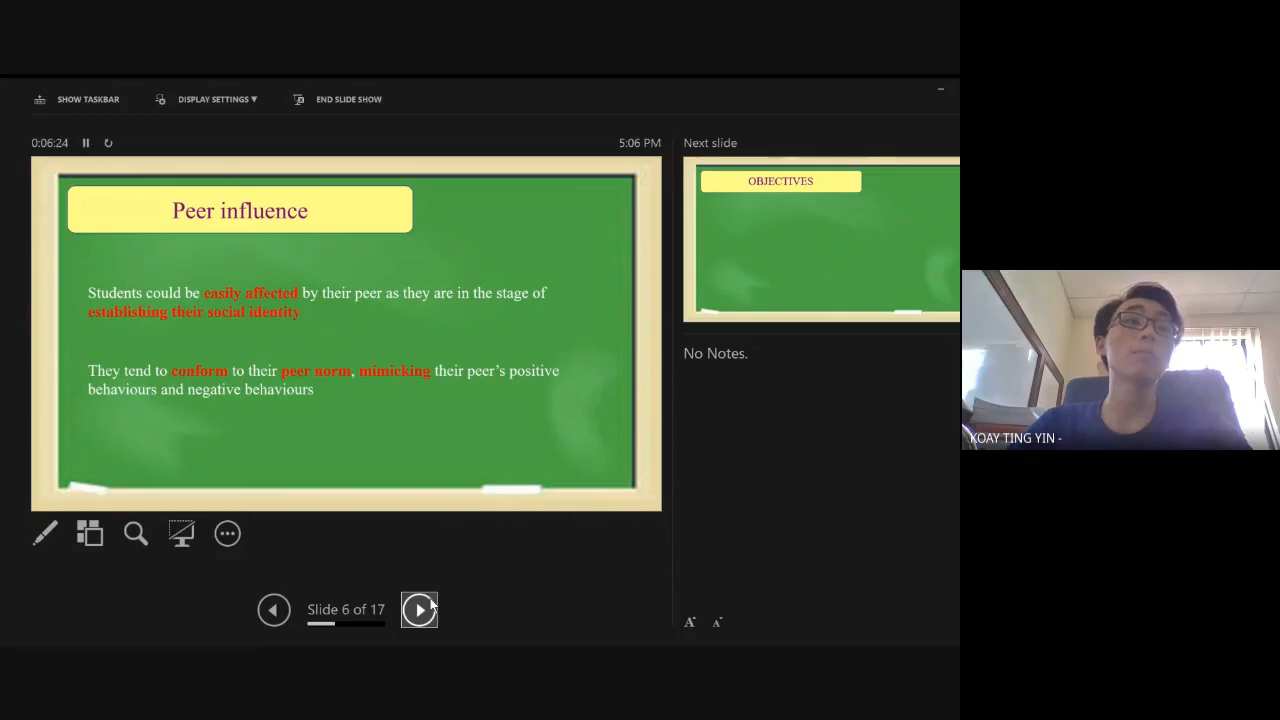 SHOW TASKBAR
DISPLAY SETTINGS ▼
END SLIDE SHOW
0:06:24
5:06 PM
Next slide
Peer influence
Students could be easily affected by their peer as they are in the stage of
establishing their social identity
They tend to conform to their peer norm, mimicking their peer’s positive
behaviours and negative behaviours
OBJECTIVES
No Notes.
Slide 6 of 17
A A
KOAY TING YIN -